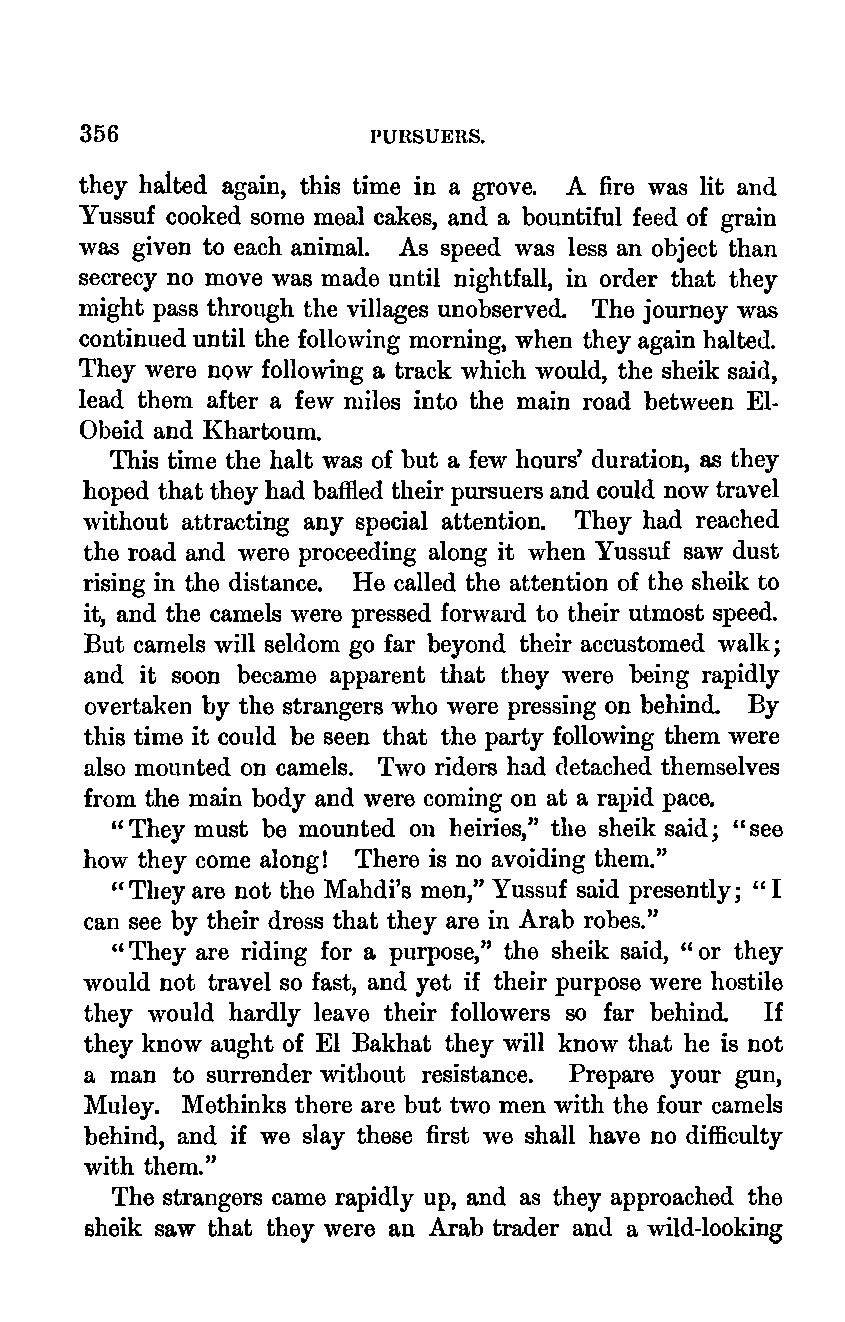 356 PURSUERS.
they halted again, this time in a grove. A fire was lit and
Yussuf cooked some meal cakes, and a bountiful feed of grain
was given to each animal. As speed was less an object than
secrecy no move was made until nightfall, in order that they
might pass through the villages unobserved. The journey was
continued until the following morning, when they again halted.
They were now following a track which would, the sheik said,
lead them after a few miles into the main road between El-
Obeid and Khartoum.
This time the halt was of but a few hours’ duration, as they
hoped that they had baffled their pursuers and could now travel
without attracting any special attention. They had reached
the road and were proceeding along it when Yussuf saw dust
rising in the distance. He called the attention of the sheik to
it, and the camels were pressed forward to their utmost speed.
But camels will seldom go far beyond their accustomed walk;
and it soon became apparent that they were being rapidly
overtaken by the strangers who were pressing on behind. By
this time it could be seen that the party following them were
also mounted on camels. Two riders had detached themselves
from the main body and were coming on at a rapid pace.
“They must be mounted on heiries,” the sheik said; “see
how they come along! There is no avoiding them.”
“They are not the Mahdi’s men,” Yussuf said presently; “I
can see by their dress that they are in Arab robes.”
“They are riding for a purpose,” the sheik said, “or they
would not travel so fast, and yet if their purpose were hostile
they would hardly leave their followers so far behind. If
they know aught of El Bakhat they will know that he is not
a man to surrender without resistance. Prepare your gun,
Muley. Methinks there are but two men with the four camels
behind, and if we slay these first we shall have no difficulty
with them.”
The strangers came rapidly up, and as they approached the
sheik saw that they were an Arab trader and a wild-looking